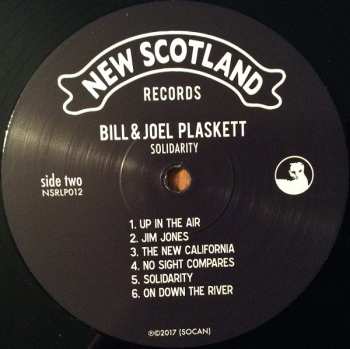 NEW SCOTLAND
RECORDS
BILL & JOEL PLASKETT
SOLIDARITY
side two
NSRLP012
1. UP IN THE AIR
2. JIM JONES
3. THE NEW CALIFORNIA
4. NO SIGHT COMPARES
5. SOLIDARITY
6. ON DOWN THE RIVER
℗©2017 (SOCAN)